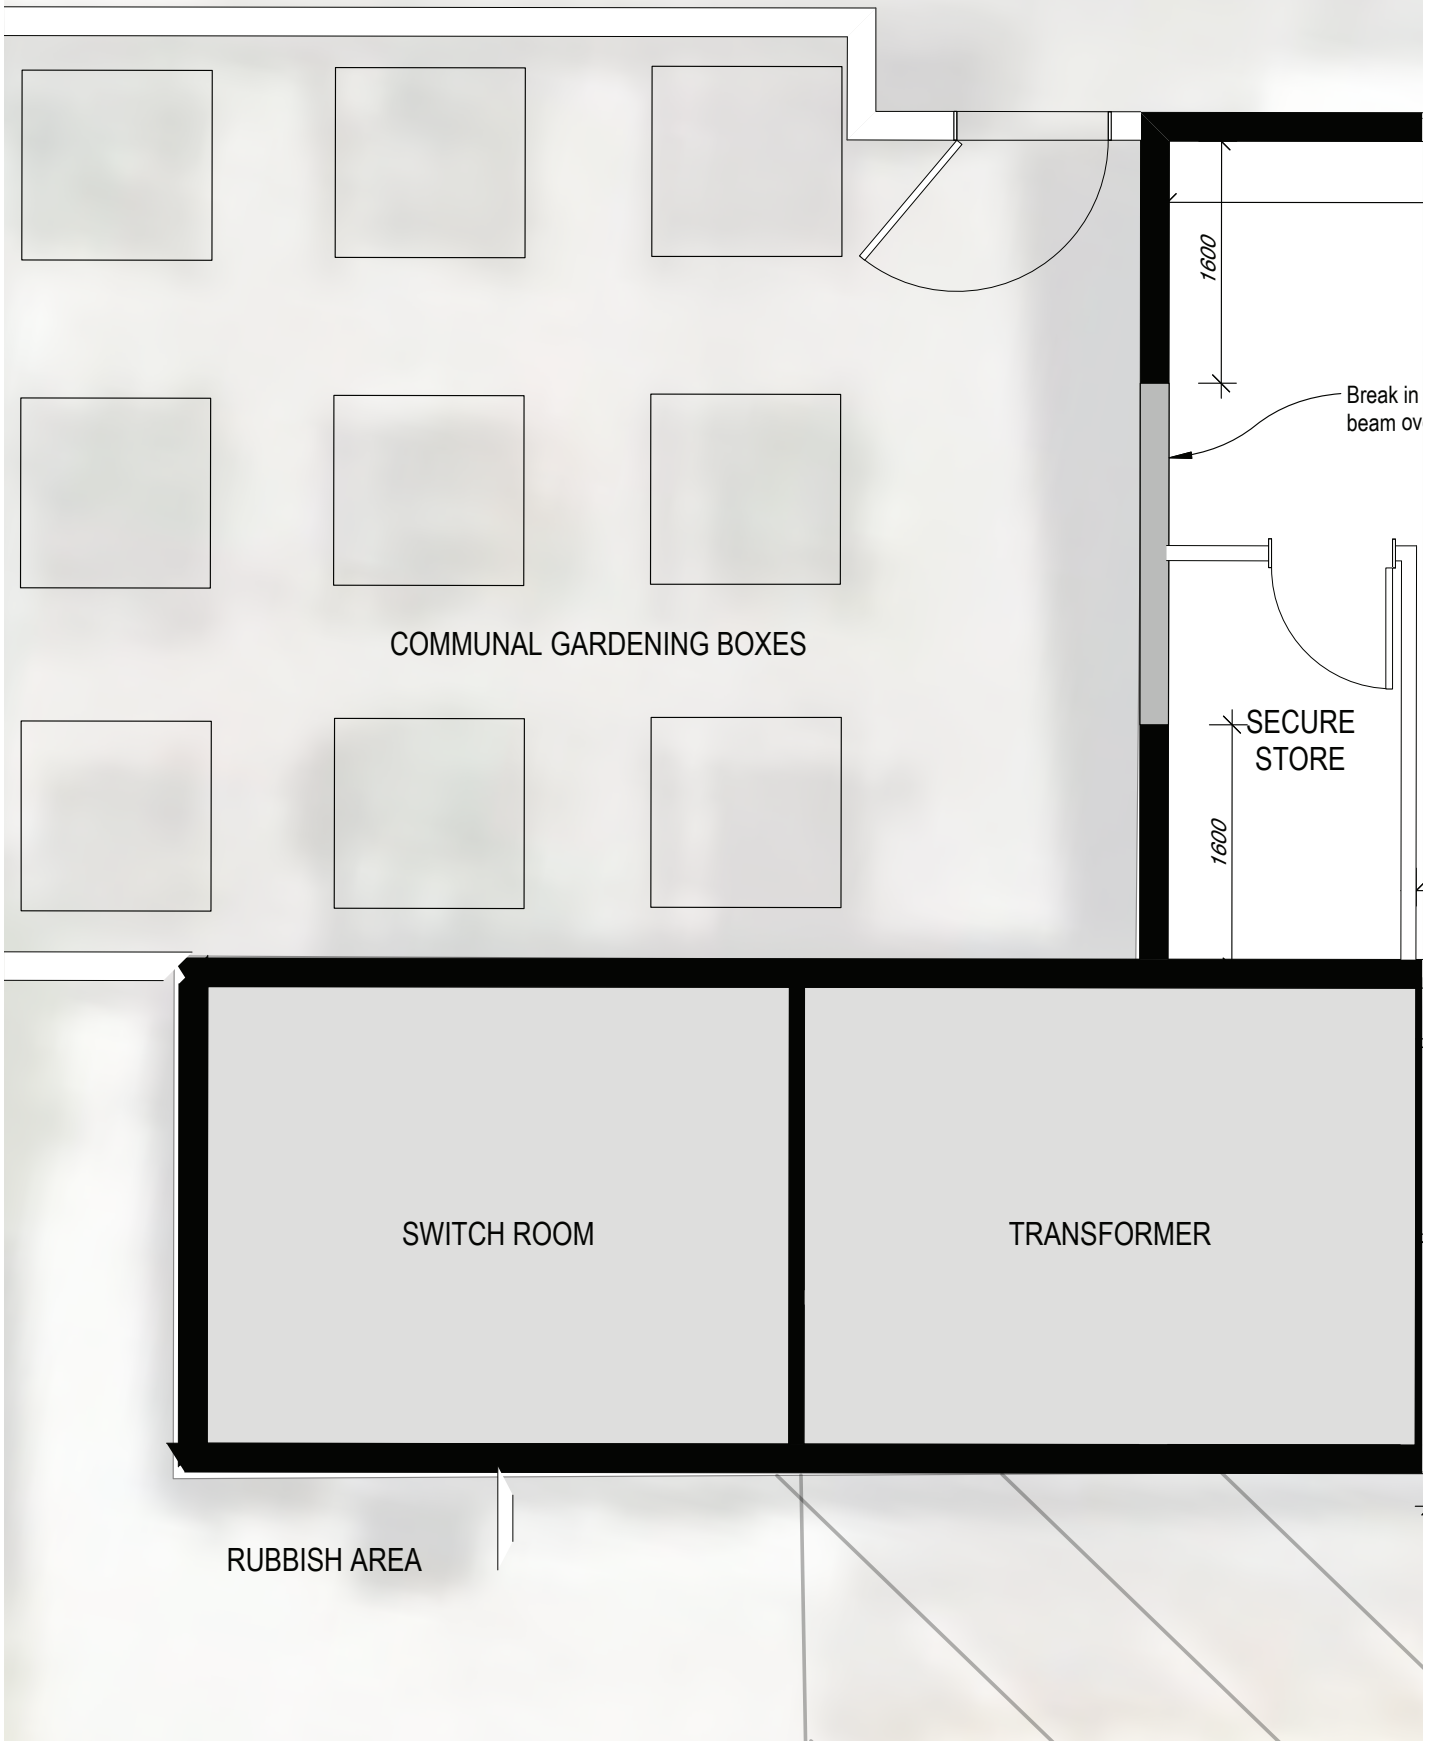 1600
Break in
beam ov
COMMUNAL GARDENING BOXES
SECURE
STORE
1600
SWITCH ROOM
TRANSFORMER
RUBBISH AREA